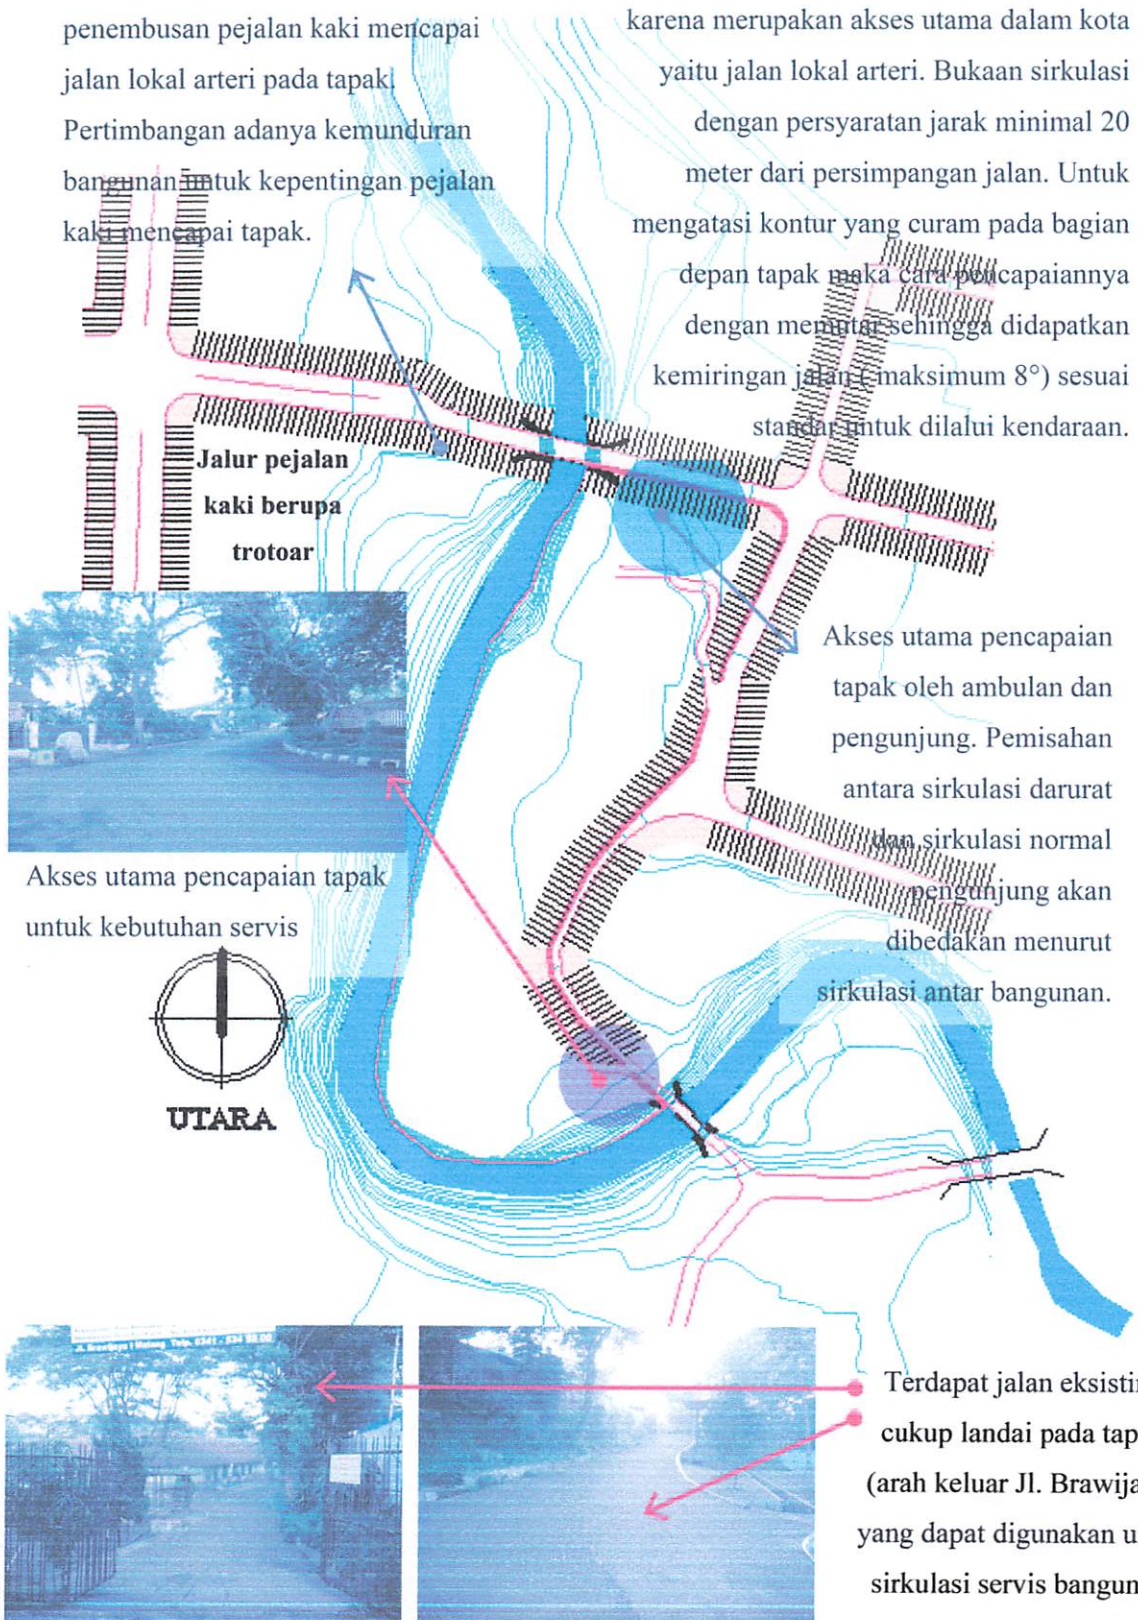 penembusan pejalan kaki mencapai
jalan lokal arteri pada tapak.
Pertimbangan adanya kemunduran
bangunan untuk kepentingan pejalan
kaki mencapai tapak.
karena merupakan akses utama dalam kota
yaitu jalan lokal arteri. Bukaan sirkulasi
dengan persyaratan jarak minimal 20
meter dari persimpangan jalan. Untuk
mengatasi kontur yang curam pada bagian
depan tapak maka cara pencapaiannya
dengan memutar sehingga didapatkan
kemiringan jalan ( maksimum 8°) sesuai
standar untuk dilalui kendaraan.
Jalur pejalan
kaki berupa
trotoar
Akses utama pencapaian
tapak oleh ambulan dan
pengunjung. Pemisahan
antara sirkulasi darurat
dan sirkulasi normal
pengunjung akan
dibedakan menurut
sirkulasi antar bangunan.
Akses utama pencapaian tapak
untuk kebutuhan servis
UTARA
Jl. Brawijaya I Malang Telp. 0341 -
Terdapat jalan eksistin
cukup landai pada tap
(arah keluar Jl. Brawija
yang dapat digunakan u
sirkulasi servis bangun